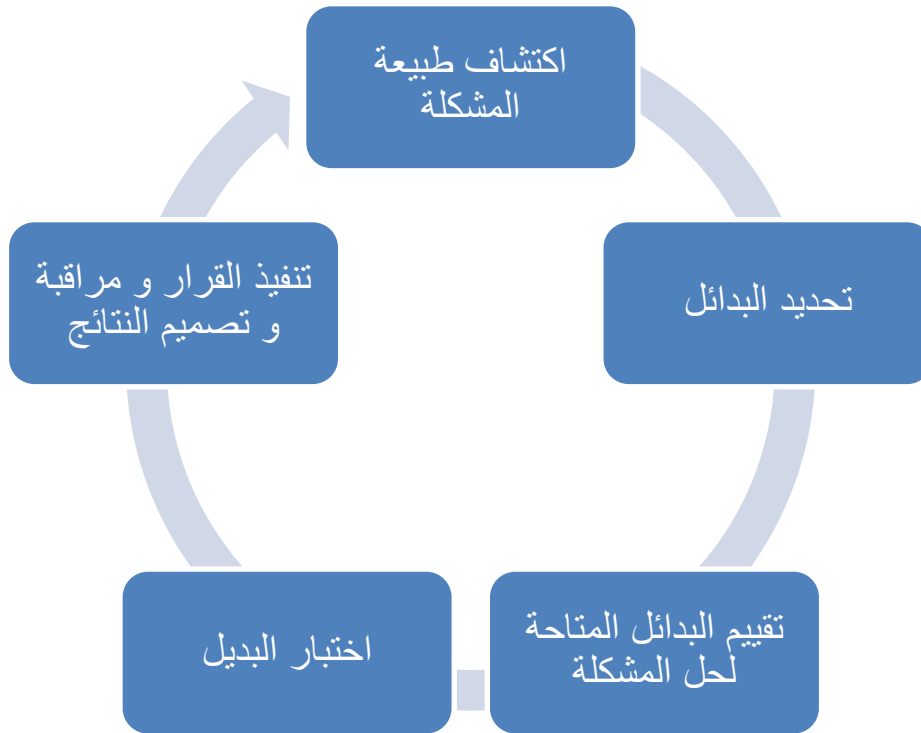 اكتشاف طبيعة
المشكلة
تحديد البدائل
تقييم البدائل المتاحة
لحل المشكلة
اختبار البديل
تنفيذ القرار و مراقبة
و تصميم النتائج